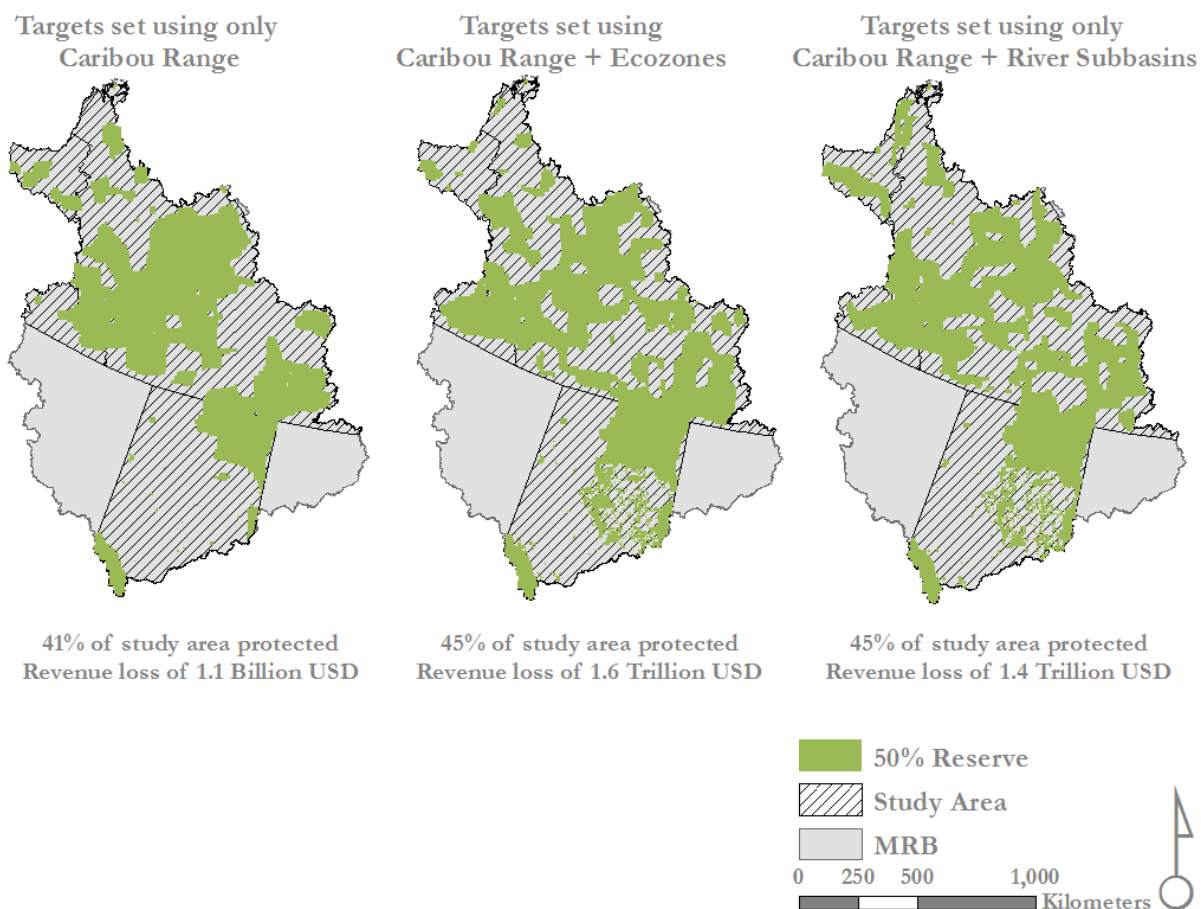 Targets set using only
Caribou Range
Targets set using
Caribou Range + Ecozones
Targets set using only
Caribou Range + River Subbasins
41% of study area protected
Revenue loss of 1.1 Billion USD
45% of study area protected
Revenue loss of 1.6 Trillion USD
45% of study area protected
Revenue loss of 1.4 Trillion USD
50% Reserve
Study Area
MRB
0 250 500 1,000
Kilometers